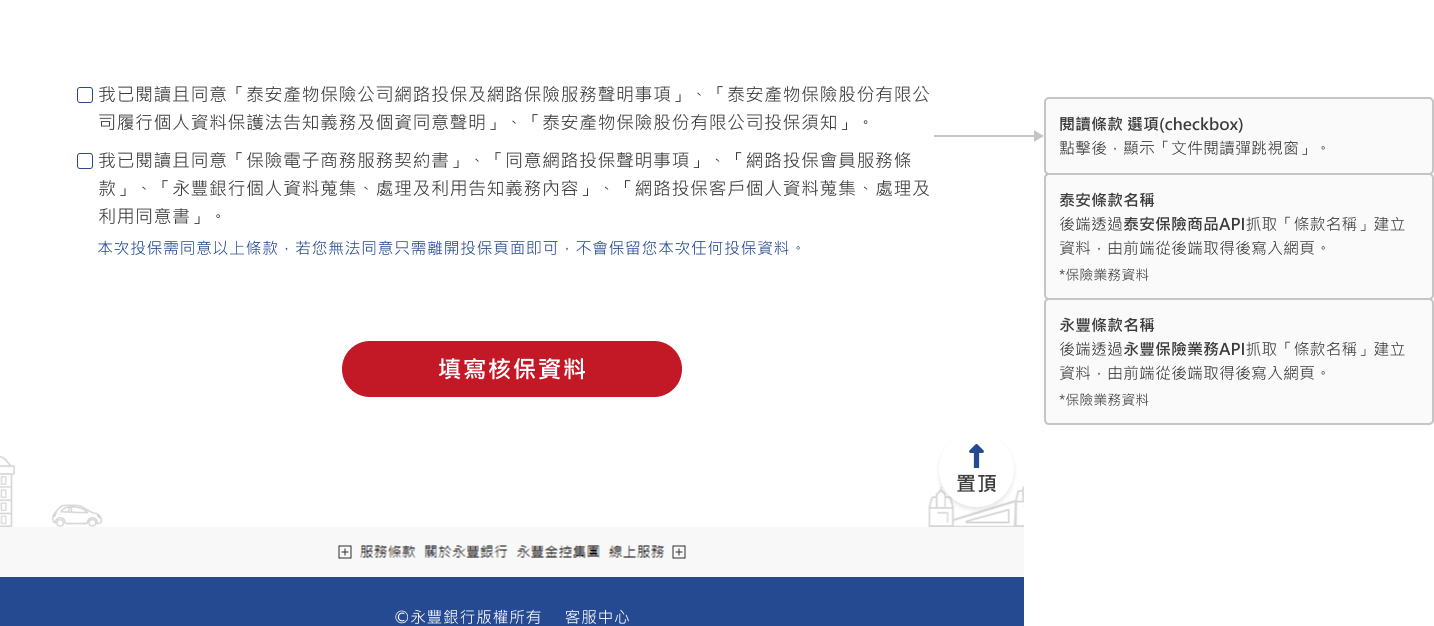 我已閱讀且同意「泰安產物保險公司網路投保及網路保險服務聲明事項」、「泰安產物保險股份有限公
司履行個人資料保護法告知義務及個資同意聲明」、「泰安產物保險股份有限公司投保須知」。
我已閱讀且同意「保險電子商務服務契約書」、「同意網路投保聲明事項」、「網路投保會員服務條
款」、「永豐銀行個人資料蒐集、處理及利用告知義務內容」、「網路投保客戶個人資料蒐集、處理及
利用同意書」。
本次投保需同意以上條款，若您無法同意只需離開投保頁面即可，不會保留您本次任何投保資料。
填寫核保資料
置頂
服務條款 關於永豐銀行 永豐金控集團 線上服務
©永豐銀行版權所有 客服中心
閱讀條款 選項(checkbox)
點擊後，顯示「文件閱讀彈跳視窗」。
泰安條款名稱
後端透過泰安保險商品API抓取「條款名稱」建立
資料，由前端從後端取得後寫入網頁。
*保險業務資料
永豐條款名稱
後端透過永豐保險業務API抓取「條款名稱」建立
資料，由前端從後端取得後寫入網頁。
*保險業務資料